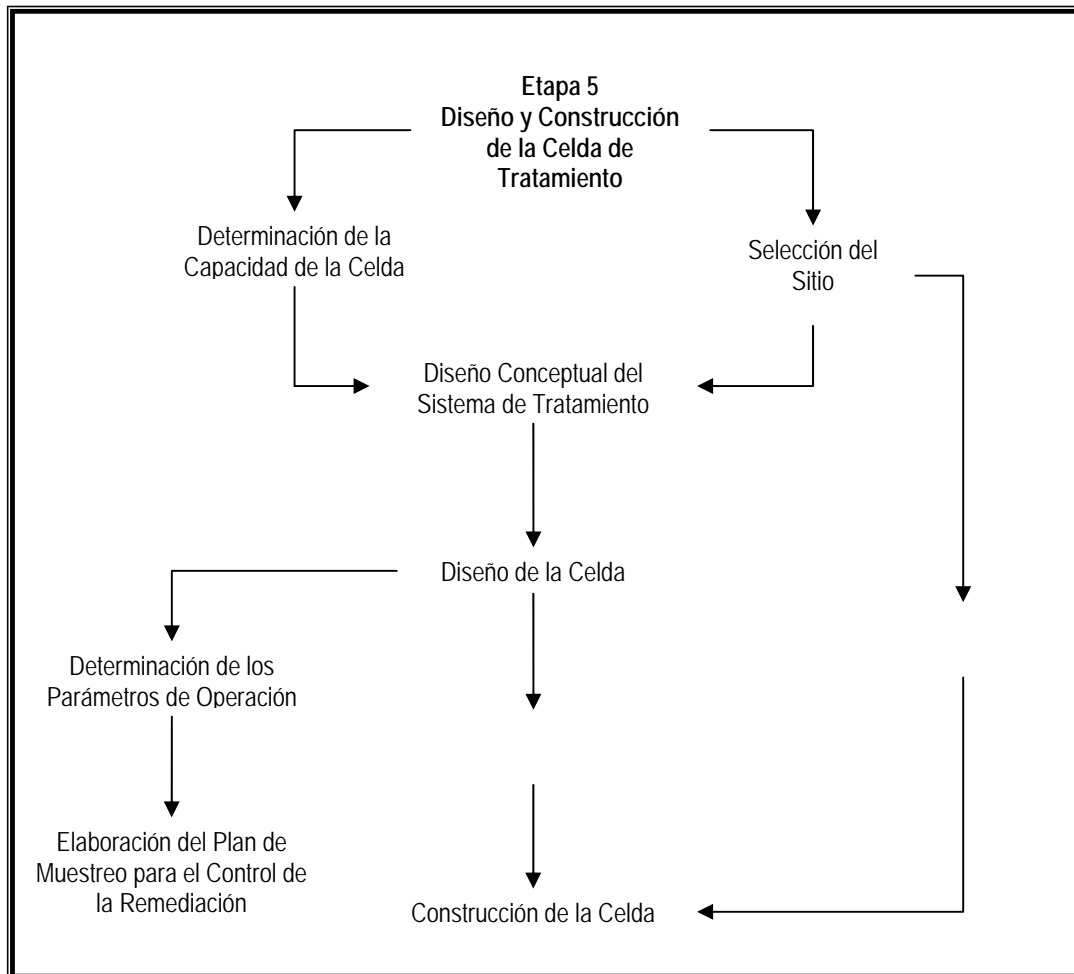 Etapa 5
Diseño y Construcción
de la Celda de
Tratamiento
Determinación de la
Capacidad de la Celda
Selección del
Sitio
Diseño Conceptual del
Sistema de Tratamiento
Diseño de la Celda
Determinación de los
Parámetros de Operación
Elaboración del Plan de
Muestreo para el Control de
la Remediación
Construcción de la Celda